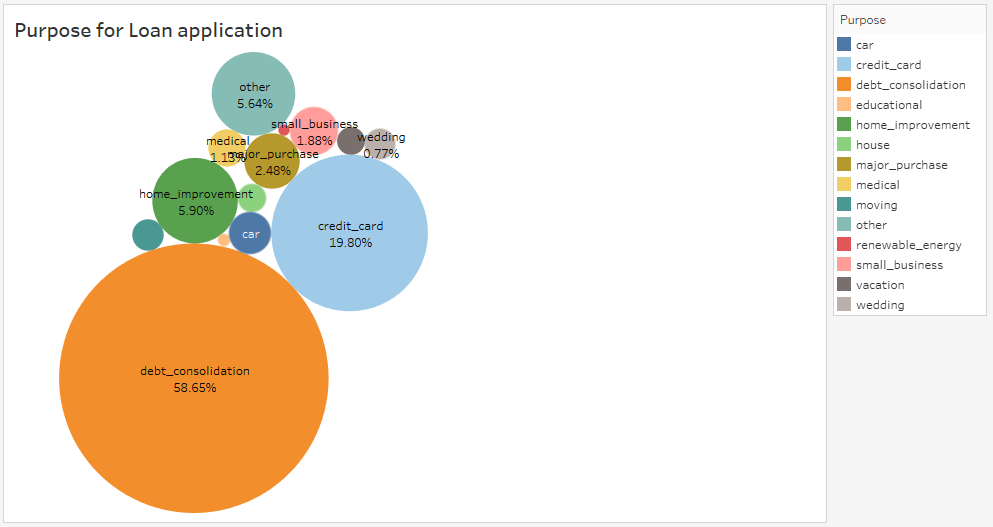 Purpose for Loan application
other
5.64%
small_business
1.88%
medical
1.13%
major_purchase
2.48%
wedding
0.77%
home_improvement
5.90%
car
credit_card
19.80%
debt_consolidation
58.65%
Purpose
car
credit_card
debt_consolidation
educational
home_improvement
house
major_purchase
medical
moving
other
renewable_energy
small_business
vacation
wedding